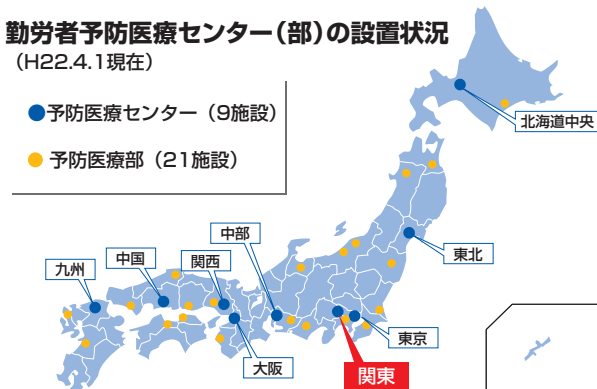 勤労者予防医療センター（部）の設置状況
（H22.4.1現在）
●予防医療センター（9施設）
● 予防医療部（21施設）
北海道中央
東北
中部
関西
中国
九州
東京
大阪
関東